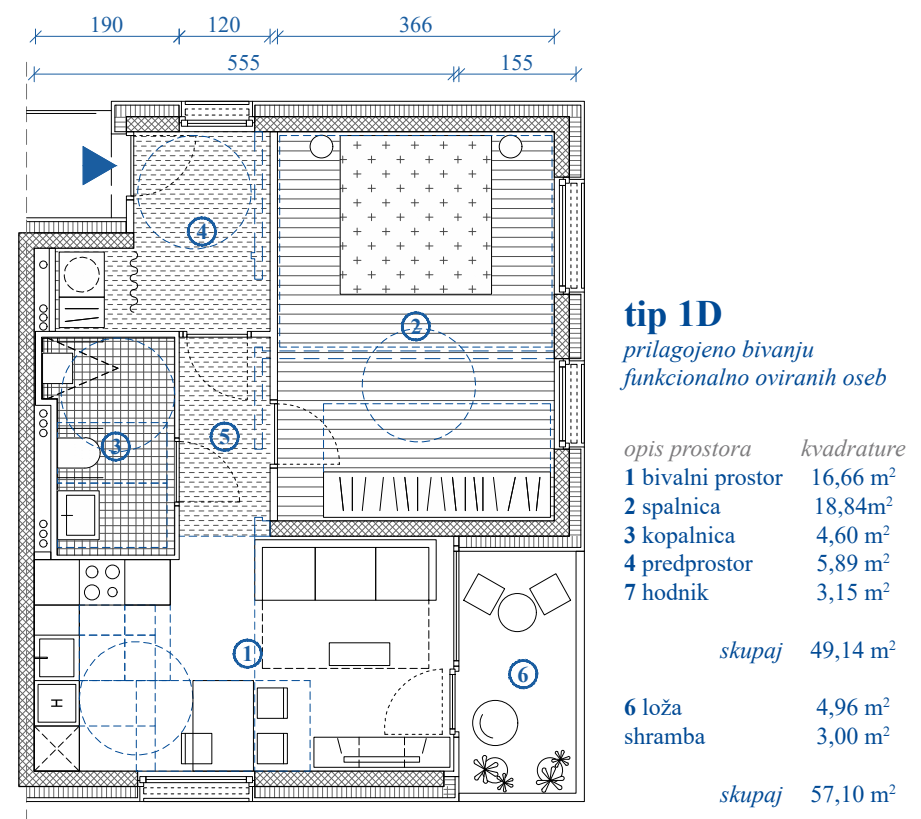 190 120 366
555 155
4
2
3
5
1
6
H
tip 1D
prilagojeno bivanju
funkcionalno oviranih oseb
opis prostora kvadrature
1 bivalni prostor 16,66 m²
2 spalnica 18,84m²
3 kopalnica 4,60 m²
4 predprostor 5,89 m²
7 hodnik 3,15 m²
skupaj 49,14 m²
6 loža 4,96 m²
shramba 3,00 m²
skupaj 57,10 m²